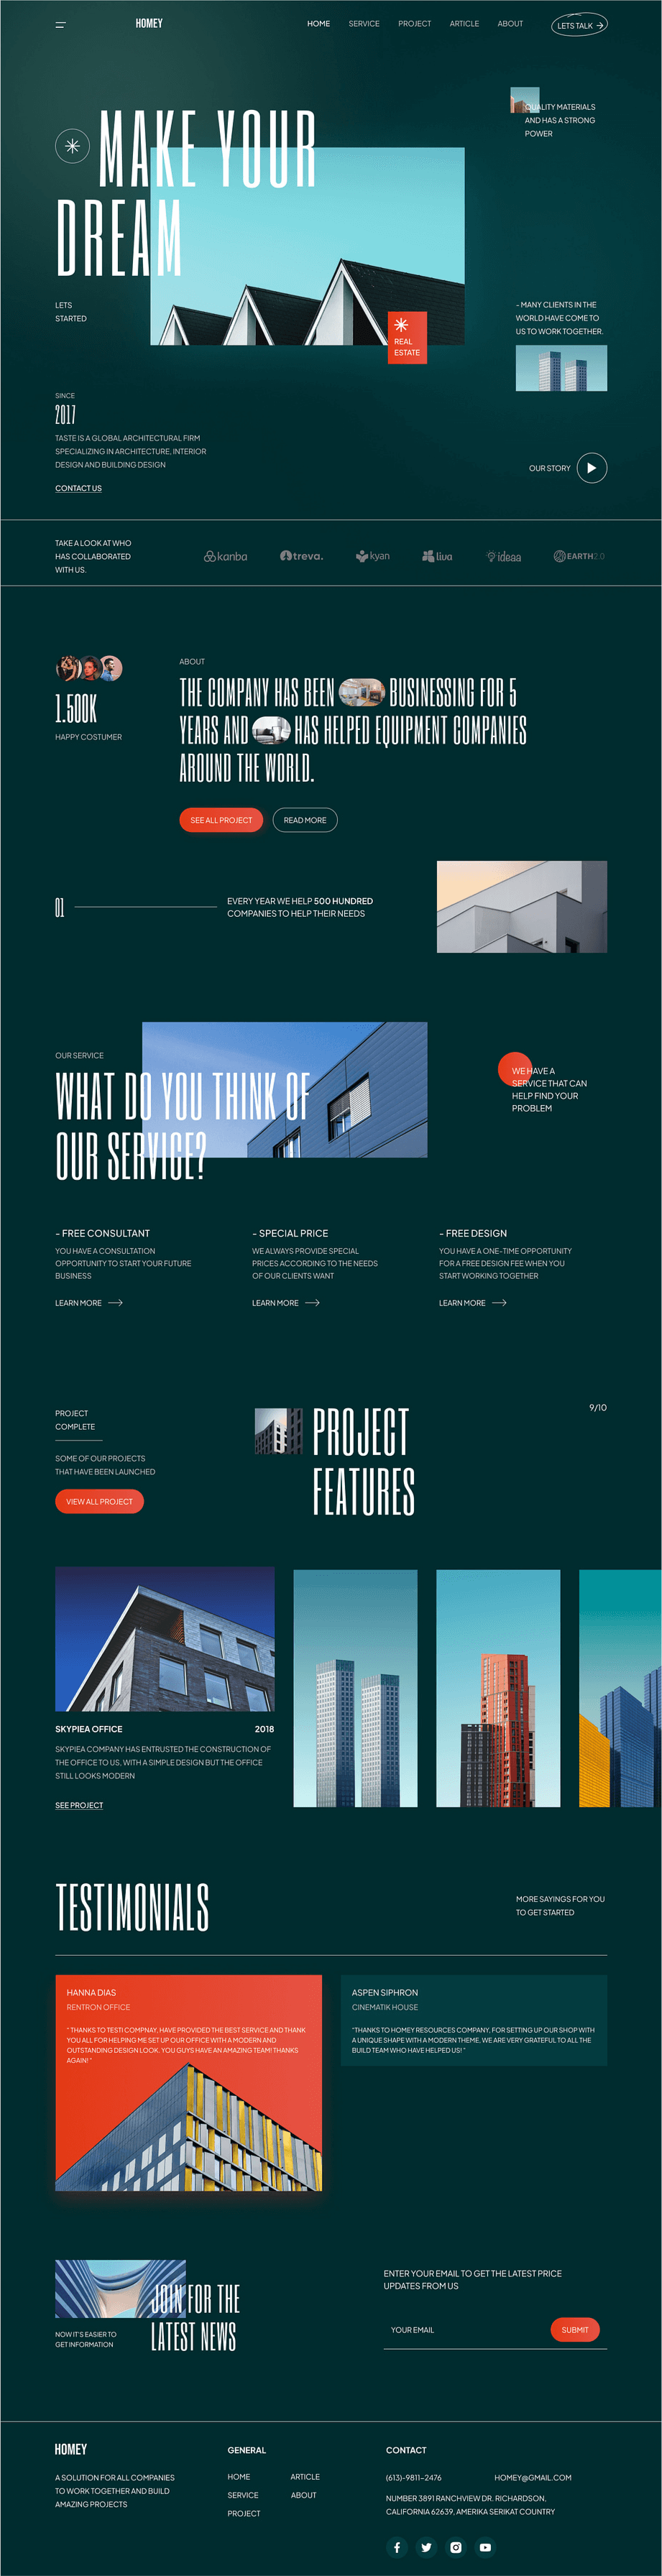 HOMEY
HOME SERVICE PROJECT ARTICLE ABOUT
LETS TALK
QUALITY MATERIALS
AND HAS A STRONG
POWER
MAKE YOUR
DREAM
LETS
STARTED
REAL
ESTATE
- MANY CLIENTS IN THE
WORLD HAVE COME TO
US TO WORK TOGETHER.
SINCE
2017
TASTE IS A GLOBAL ARCHITECTURAL FIRM
SPECIALIZING IN ARCHITECTURE, INTERIOR
DESIGN AND BUILDING DESIGN
CONTACT US
OUR STORY
TAKE A LOOK AT WHO
HAS COLLABORATED
WITH US.
kanba treva. kyan liva ideaa EARTH2.0
1.500K
HAPPY COSTUMER
ABOUT
THE COMPANY HAS BEEN BUSINESSING FOR 5
YEARS AND HAS HELPED EQUIPMENT COMPANIES
AROUND THE WORLD.
SEE ALL PROJECT READ MORE
01
EVERY YEAR WE HELP 500 HUNDRED
COMPANIES TO HELP THEIR NEEDS
OUR SERVICE
WHAT DO YOU THINK OF
OUR SERVICE?
WE HAVE A
SERVICE THAT CAN
HELP FIND YOUR
PROBLEM
- FREE CONSULTANT
YOU HAVE A CONSULTATION
OPPORTUNITY TO START YOUR FUTURE
BUSINESS
LEARN MORE
- SPECIAL PRICE
WE ALWAYS PROVIDE SPECIAL
PRICES ACCORDING TO THE NEEDS
OF OUR CLIENTS WANT
LEARN MORE
- FREE DESIGN
YOU HAVE A ONE-TIME OPPORTUNITY
FOR A FREE DESIGN FEE WHEN YOU
START WORKING TOGETHER
LEARN MORE
PROJECT
COMPLETE
SOME OF OUR PROJECTS
THAT HAVE BEEN LAUNCHED
VIEW ALL PROJECT
PROJECT
FEATURES
9/10
SKYPIEA OFFICE 2018
SKYPIEA COMPANY HAS ENTRUSTED THE CONSTRUCTION OF
THE OFFICE TO US, WITH A SIMPLE DESIGN BUT THE OFFICE
STILL LOOKS MODERN
SEE PROJECT
TESTIMONIALS
MORE SAYINGS FOR YOU
TO GET STARTED
HANNA DIAS
RENTRON OFFICE
" THANKS TO TESTI COMPNAY, HAVE PROVIDED THE BEST SERVICE AND THANK
YOU ALL FOR HELPING ME SET UP OUR OFFICE WITH A MODERN AND
OUTSTANDING DESIGN LOOK. YOU GUYS HAVE AN AMAZING TEAM! THANKS
AGAIN! "
ASPEN SIPHRON
CINEMATIK HOUSE
"THANKS TO HOMEY RESOURCES COMPANY, FOR SETTING UP OUR SHOP WITH
A UNIQUE SHAPE WITH A MODERN THEME, WE ARE VERY GRATEFUL TO ALL THE
BUILD TEAM WHO HAVE HELPED US! "
JOIN FOR THE
LATEST NEWS
NOW IT'S EASIER TO
GET INFORMATION
ENTER YOUR EMAIL TO GET THE LATEST PRICE
UPDATES FROM US
YOUR EMAIL SUBMIT
HOMEY
A SOLUTION FOR ALL COMPANIES
TO WORK TOGETHER AND BUILD
AMAZING PROJECTS
GENERAL
HOME ARTICLE
SERVICE ABOUT
PROJECT
CONTACT
(613)-9811-2476 HOMEY@GMAIL.COM
NUMBER 3891 RANCHVIEW DR. RICHARDSON,
CALIFORNIA 62639, AMERIKA SERIKAT COUNTRY